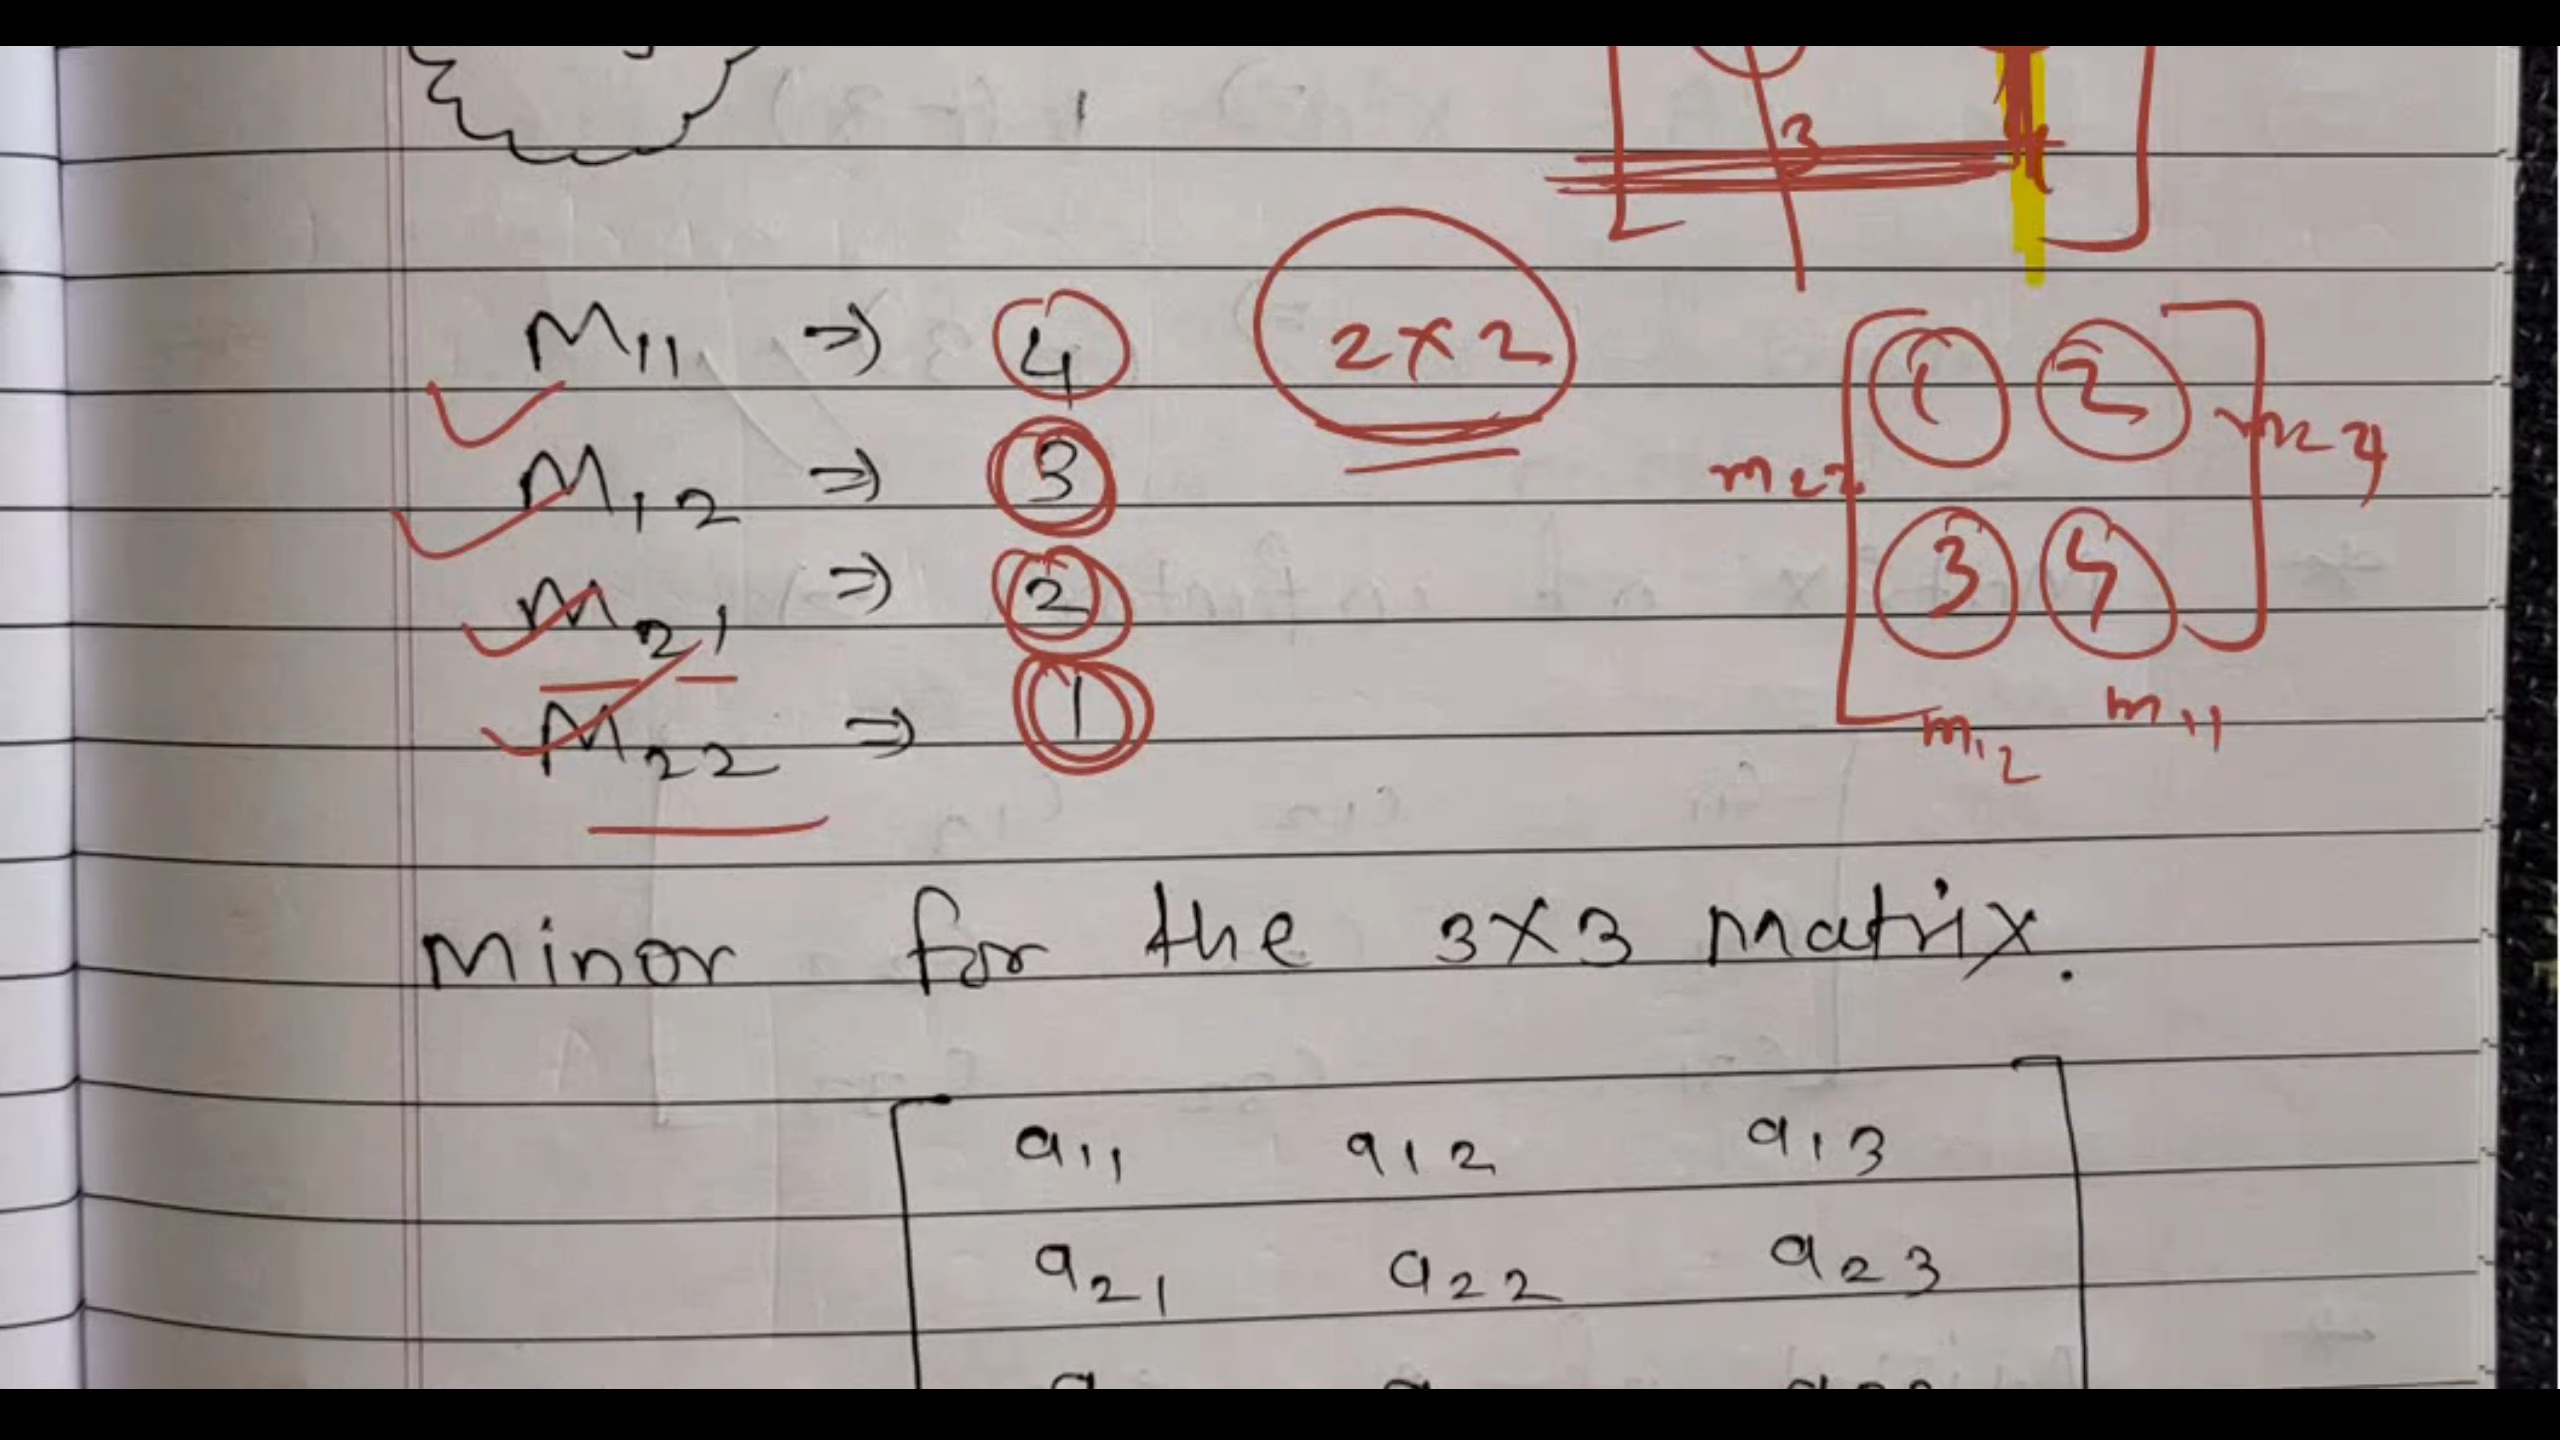 3
M11 ⇒ 4
2×2
M12 ⇒ 3
M21 ⇒ 2
M22 ⇒ 1
1 2
m22
3 4
m12 m11
Minor for the 3×3 matrix.
a11 a12 a13
a21 a22 a23